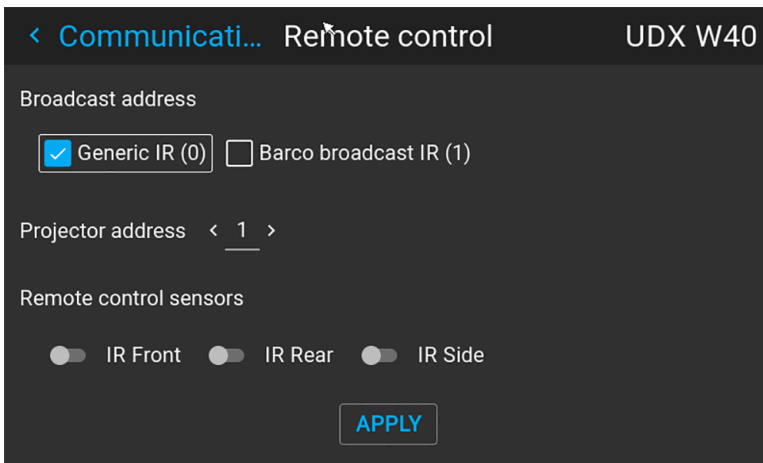 Communicati... Remote control UDX W40
Broadcast address
Generic IR (0) Barco broadcast IR (1)
Projector address < 1 >
Remote control sensors
IR Front IR Rear IR Side
APPLY